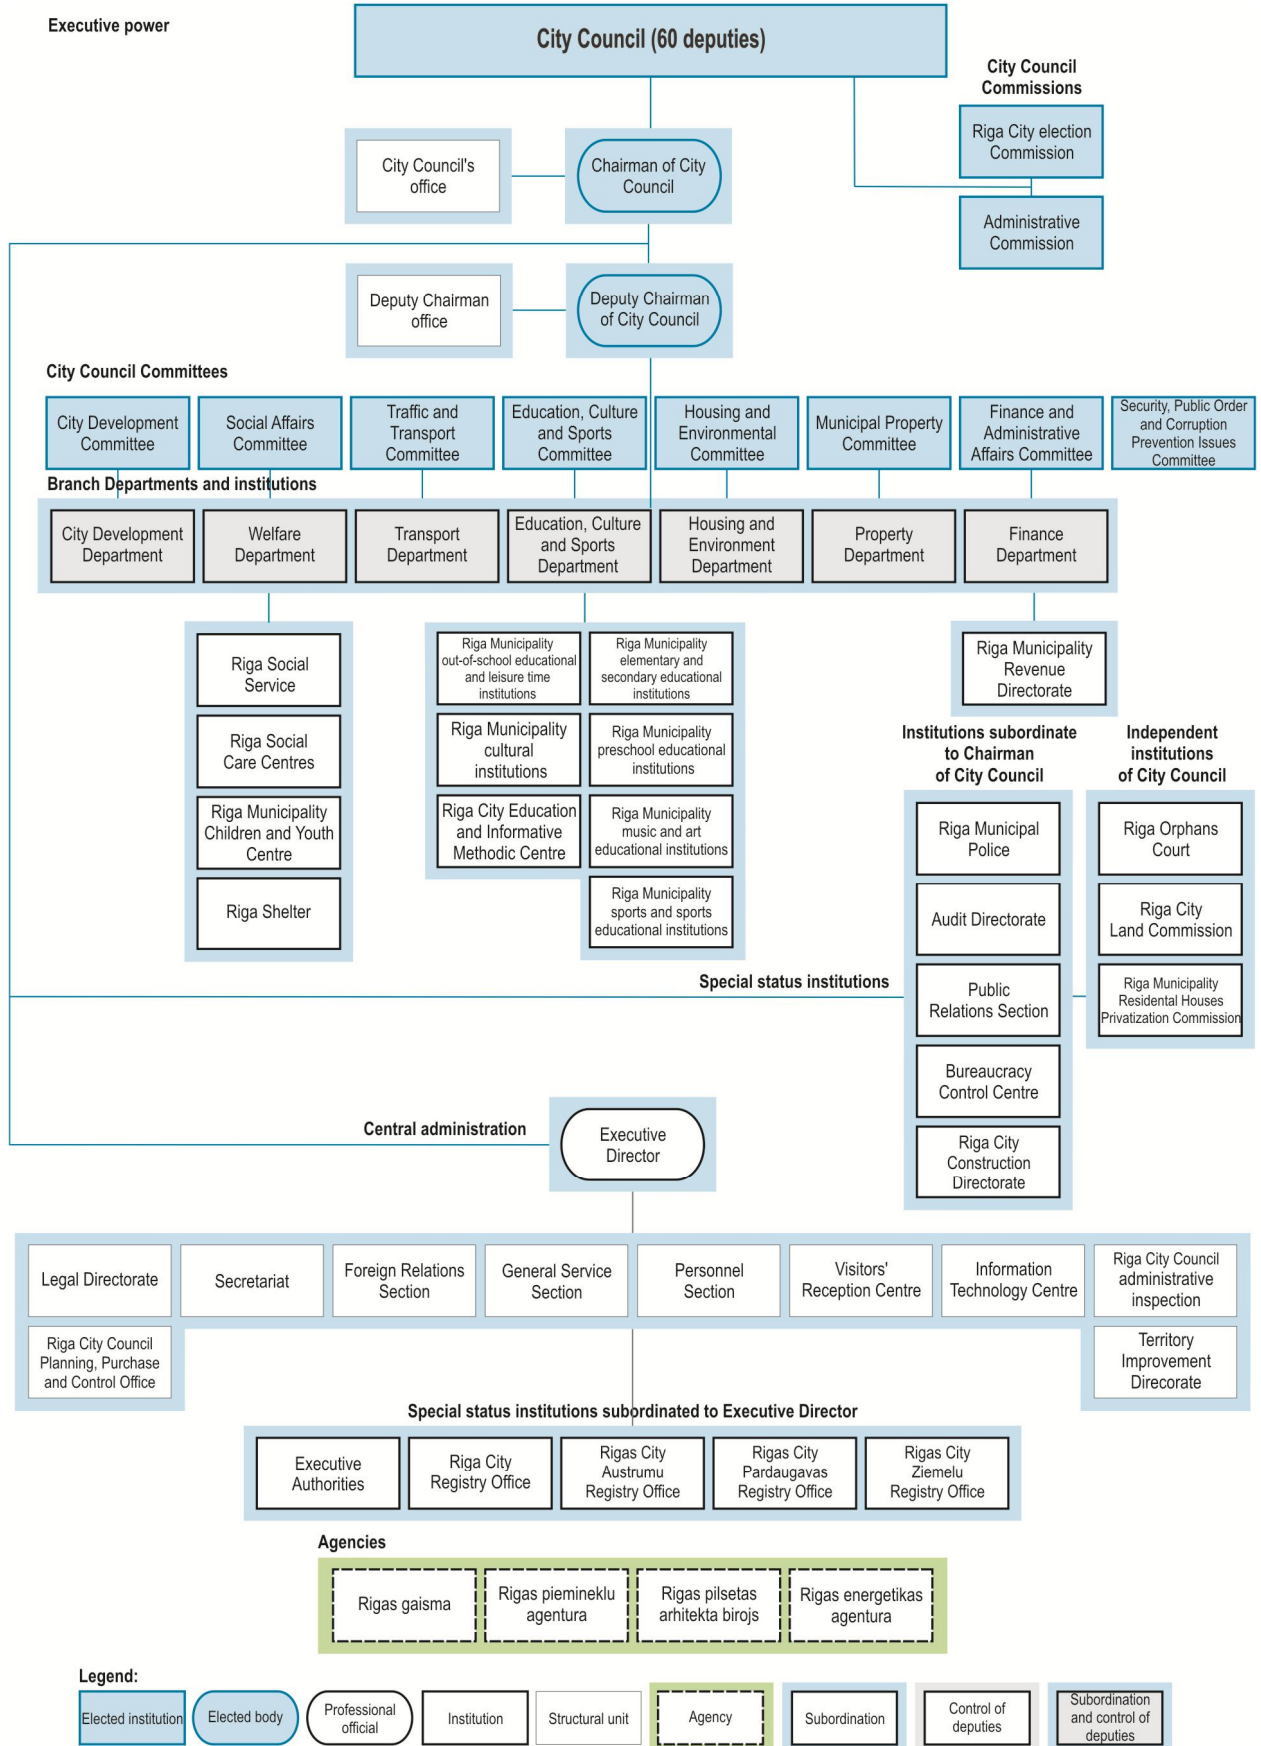 Executive power
City Council (60 deputies)
City Council
Commissions
Riga City election
Commission
Administrative
Commission
City Council's
office
Chairman of City
Council
Deputy Chairman
office
Deputy Chairman
of City Council
City Council Committees
City Development
Committee
Social Affairs
Committee
Traffic and
Transport
Committee
Education, Culture
and Sports
Committee
Housing and
Environmental
Committee
Municipal Property
Committee
Finance and
Administrative
Affairs Committee
Security, Public Order
and Corruption
Prevention Issues
Committee
Branch Departments and institutions
City Development
Department
Welfare
Department
Transport
Department
Education, Culture
and Sports
Department
Housing and
Environment
Department
Property
Department
Finance
Department
Riga Social
Service
Riga Social
Care Centres
Riga Municipality
Children and Youth
Centre
Riga Shelter
Riga Municipality
out-of-school educational
and leisure time
institutions
Riga Municipality
cultural
institutions
Riga City Education
and Informative
Methodic Centre
Riga Municipality
elementary and
secondary educational
institutions
Riga Municipality
preschool educational
institutions
Riga Municipality
music and art
educational institutions
Riga Municipality
sports and sports
educational institutions
Riga Municipality
Revenue
Directorate
Institutions subordinate
to Chairman
of City Council
Independent
institutions
of City Council
Riga Municipal
Police
Audit Directorate
Public
Relations Section
Bureaucracy
Control Centre
Riga City
Construction
Directorate
Riga Orphans
Court
Riga City
Land Commission
Riga Municipality
Residental Houses
Privatization Commission
Special status institutions
Central administration
Executive
Director
Legal Directorate
Secretariat
Foreign Relations
Section
General Service
Section
Personnel
Section
Visitors'
Reception Centre
Information
Technology Centre
Riga City Council
administrative
inspection
Riga City Council
Planning, Purchase
and Control Office
Territory
Improvement
Direcorate
Special status institutions subordinated to Executive Director
Executive
Authorities
Riga City
Registry Office
Rigas City
Austrumu
Registry Office
Rigas City
Pardaugavas
Registry Office
Rigas City
Ziemelu
Registry Office
Agencies
Rigas gaisma
Rigas piemineklu
agentura
Rigas pilsetas
arhitekta birojs
Rigas energetikas
agentura
Legend:
Elected institution
Elected body
Professional
official
Institution
Structural unit
Agency
Subordination
Control of
deputies
Subordination
and control of
deputies